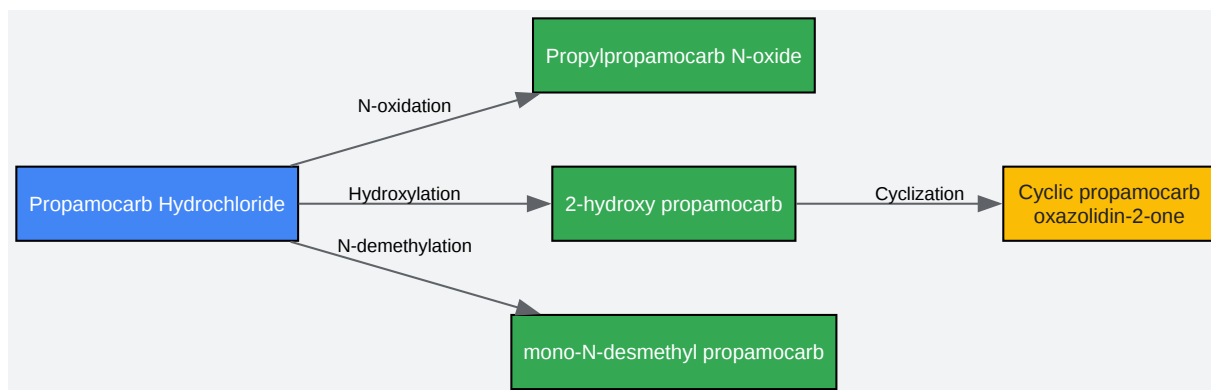 Propylpropamocarb N-oxide
N-oxidation
Propamocarb Hydrochloride
Hydroxylation
2-hydroxy propamocarb
Cyclization
Cyclic propamocarb
oxazolidin-2-one
N-demethylation
mono-N-desmethyl propamocarb